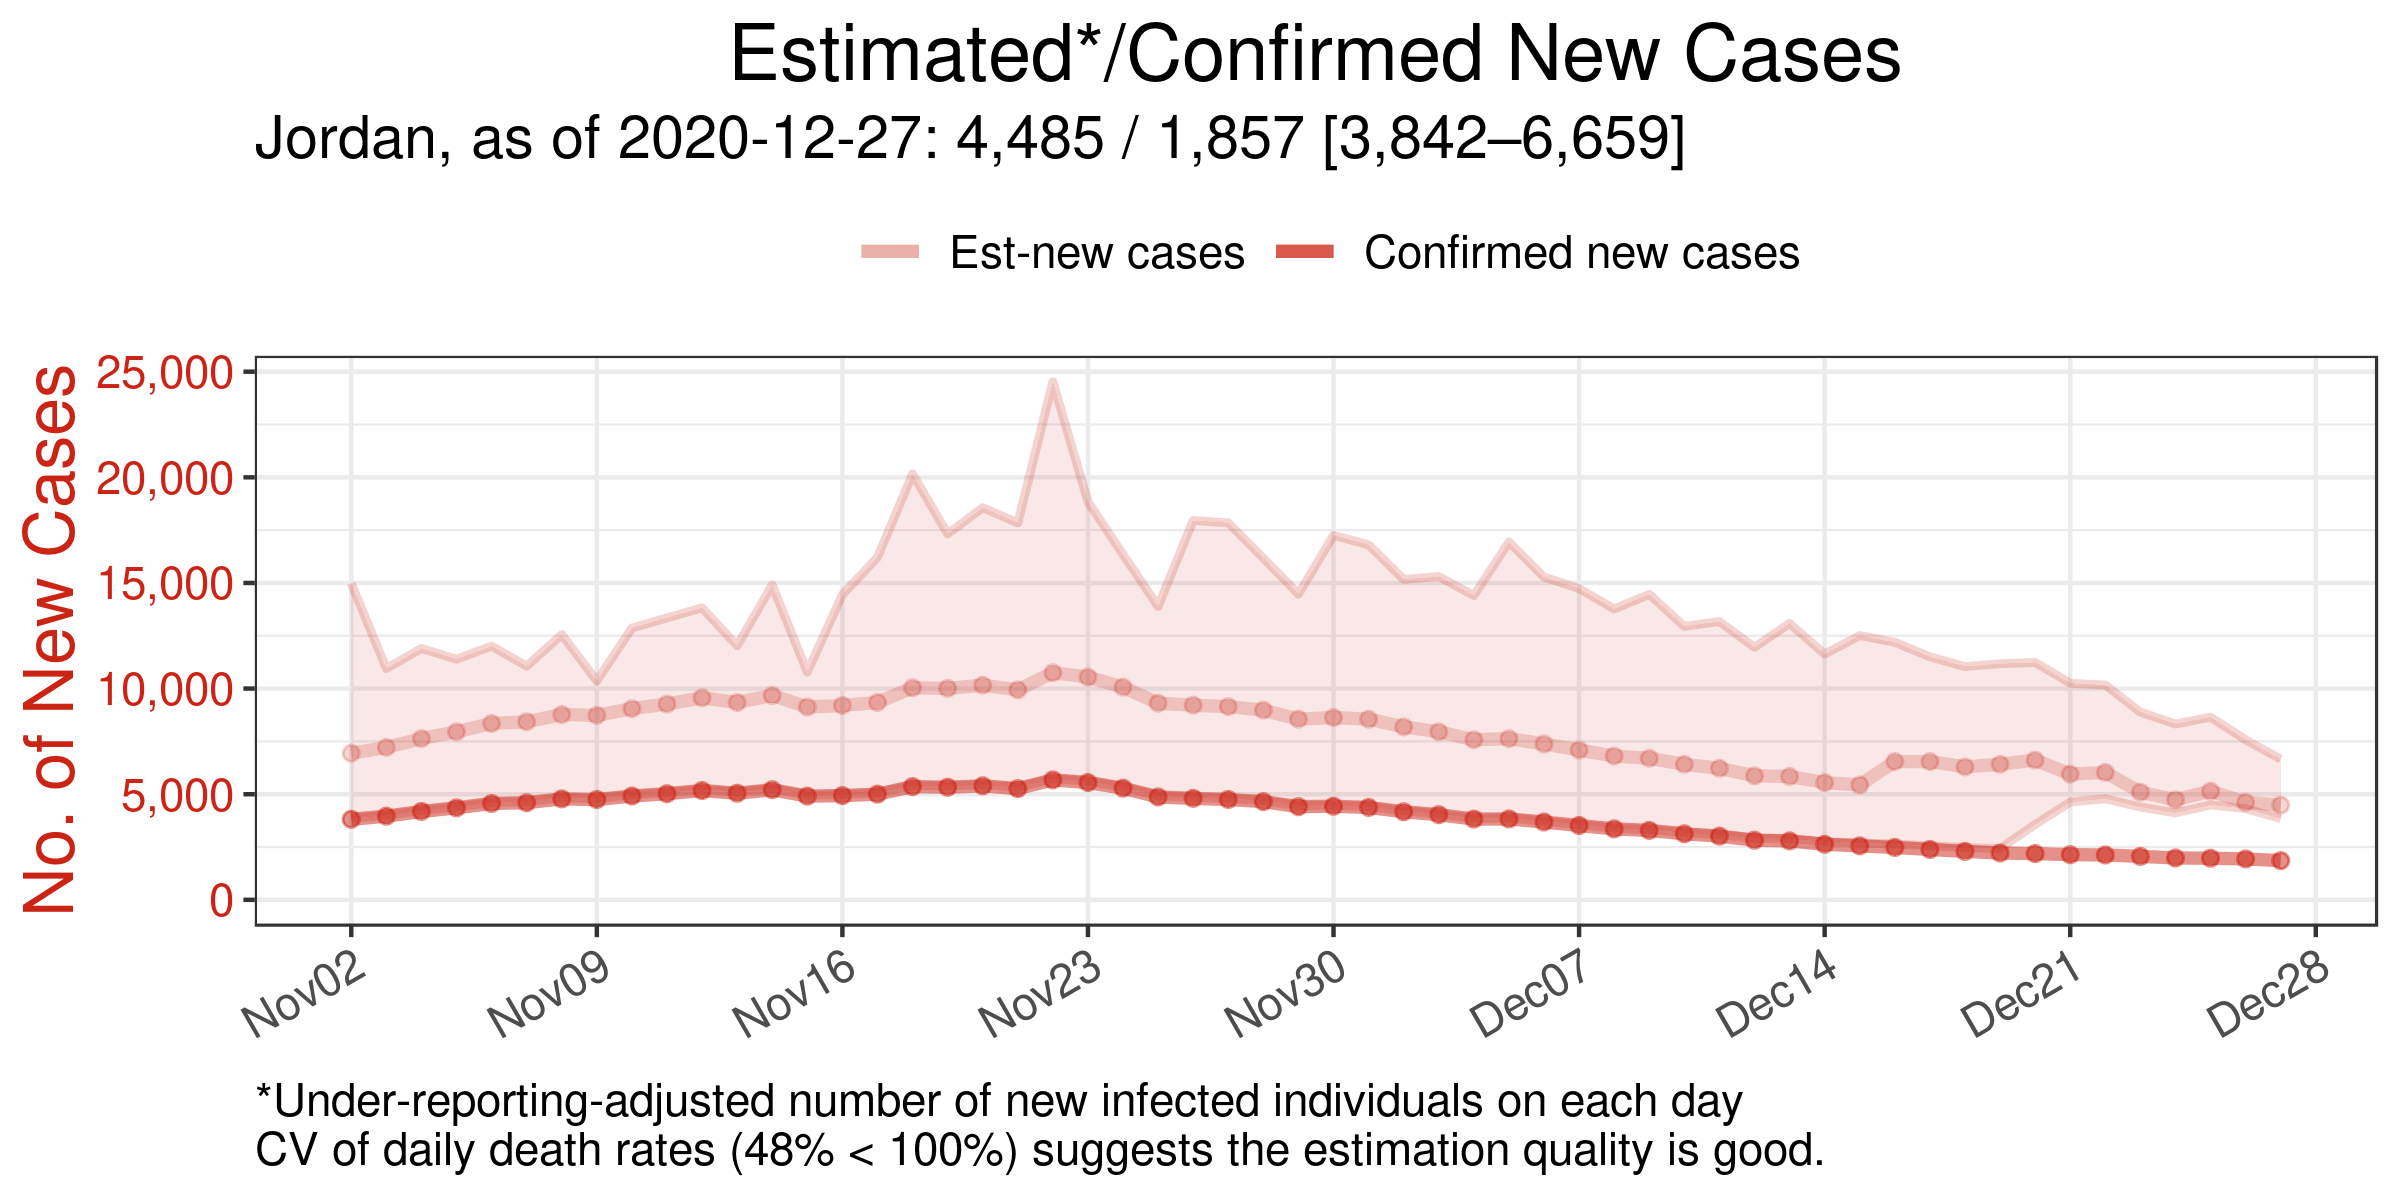 Estimated*/Confirmed New Cases
Jordan, as of 2020-12-27: 4,485 / 1,857 [3,842–6,659]
Est-new cases
Confirmed new cases
No. of New Cases
25,000
20,000
15,000
10,000
5,000
0
Nov02
Nov09
Nov16
Nov23
Nov30
Dec07
Dec14
Dec21
Dec28
*Under-reporting-adjusted number of new infected individuals on each day
CV of daily death rates (48% < 100%) suggests the estimation quality is good.